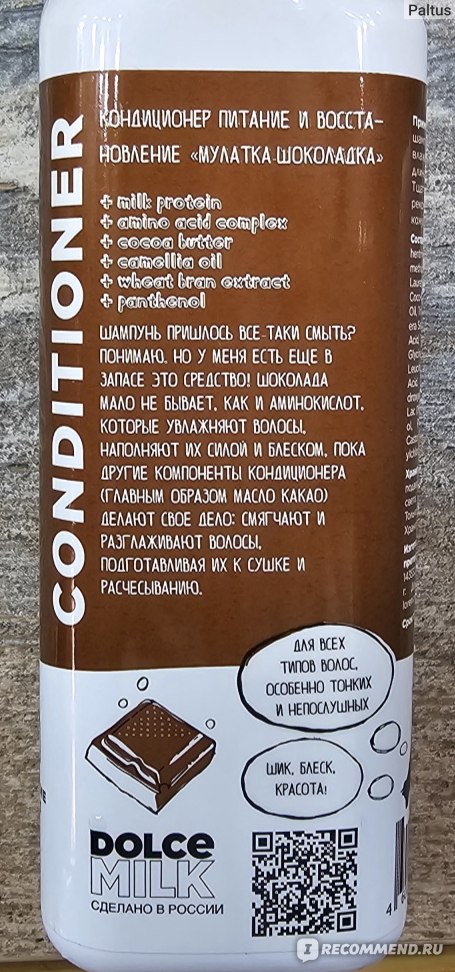 Paltus
CONDITIONER
КОНДИЦИОНЕР ПИТАНИЕ И ВОССТА-
НОВЛЕНИЕ «МУЛАТКА-ШОКОЛАДКА»
+ milk protein
+ amino acid complex
+ cocoa butter
+ camellia oil
+ wheat bran extract
+ panthenol
ШАМПУНЬ ПРИШЛОСЬ ВСЕ-ТАКИ СМЫТЬ?
ПОНИМАЮ. НО У МЕНЯ ЕСТЬ ЕЩЕ В
ЗАПАСЕ ЭТО СРЕДСТВО! ШОКОЛАДА
МАЛО НЕ БЫВАЕТ, КАК И АМИНОКИСЛОТ,
КОТОРЫЕ УВЛАЖНЯЮТ ВОЛОСЫ,
НАПОЛНЯЮТ ИХ СИЛОЙ И БЛЕСКОМ, ПОКА
ДРУГИЕ КОМПОНЕНТЫ КОНДИЦИОНЕРА
(ГЛАВНЫМ ОБРАЗОМ МАСЛО КАКАО)
ДЕЛАЮТ СВОЕ ДЕЛО: СМЯГЧАЮТ И
РАЗГЛАЖИВАЮТ ВОЛОСЫ,
ПОДГОТАВЛИВАЯ ИХ К СУШКЕ И
РАСЧЕСЫВАНИЮ.
ДЛЯ ВСЕХ
ТИПОВ ВОЛОС,
ОСОБЕННО ТОНКИХ
И НЕПОСЛУШНЫХ
ШИК, БЛЕСК,
КРАСОТА!
DOLCE
MILK
СДЕЛАНО В РОССИИ
IRECOMMEND.RU